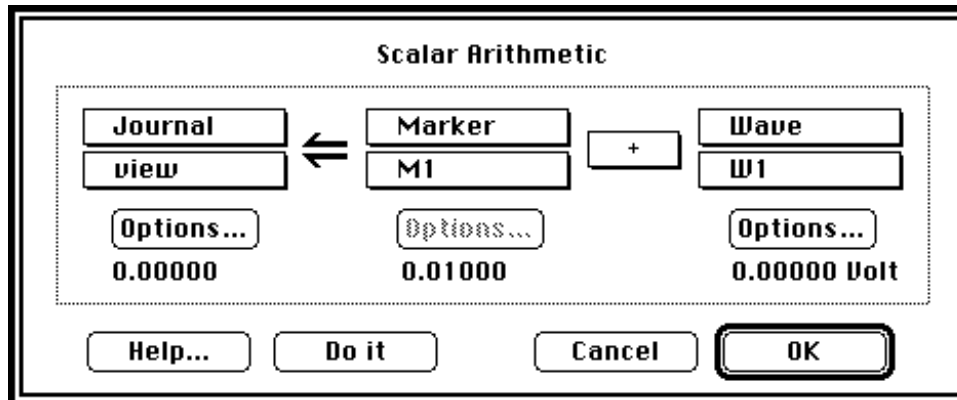 Scalar Arithmetic
Journal Marker Wave
+
view M1 W1
Options... Options... Options...
0.00000 0.01000 0.00000 Volt
Help... Do it Cancel OK